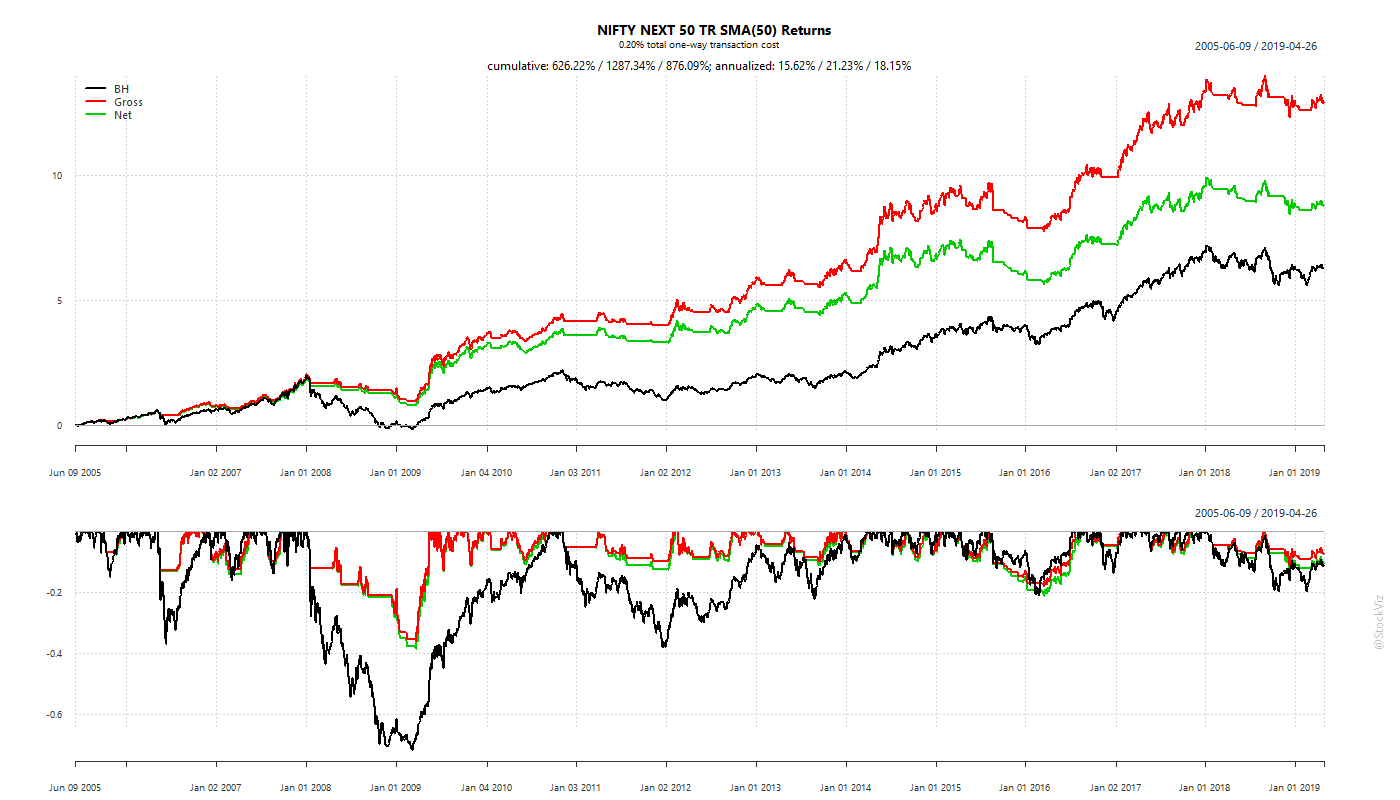 NIFTY NEXT 50 TR SMA(50) Returns
0.20% total one-way transaction cost
2005-06-09 / 2019-04-26
cumulative: 626.22% / 1287.34% / 876.09%; annualized: 15.62% / 21.23% / 18.15%
BH
Gross
Net
10
5
0
Jun 09 2005 Jan 02 2007 Jan 01 2008 Jan 01 2009 Jan 04 2010 Jan 03 2011 Jan 02 2012 Jan 01 2013 Jan 01 2014 Jan 01 2015 Jan 01 2016 Jan 02 2017 Jan 01 2018 Jan 01 2019
2005-06-09 / 2019-04-26
-0.2
-0.4
-0.6
Jun 09 2005 Jan 02 2007 Jan 01 2008 Jan 01 2009 Jan 04 2010 Jan 03 2011 Jan 02 2012 Jan 01 2013 Jan 01 2014 Jan 01 2015 Jan 01 2016 Jan 02 2017 Jan 01 2018 Jan 01 2019
@StockViz